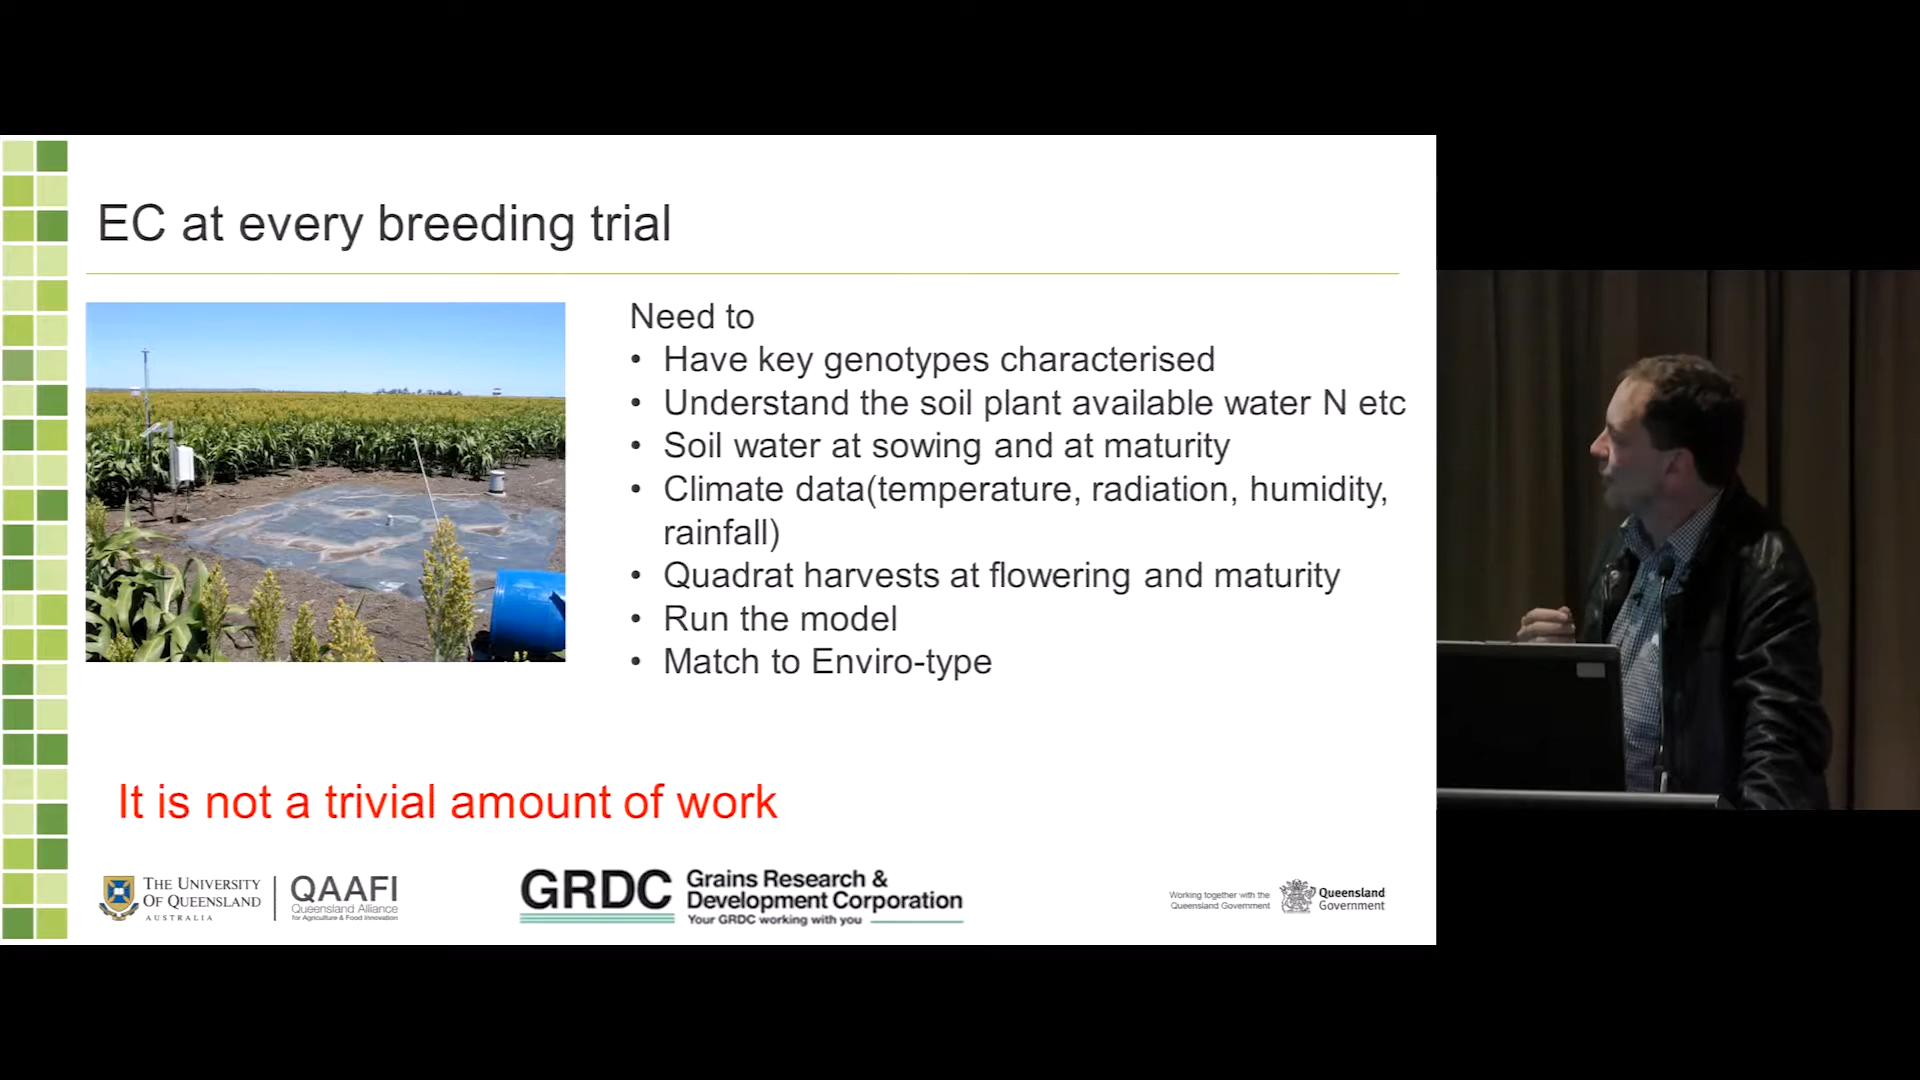 EC at every breeding trial
Need to
• Have key genotypes characterised
• Understand the soil plant available water N etc
• Soil water at sowing and at maturity
• Climate data(temperature, radiation, humidity,
rainfall)
• Quadrat harvests at flowering and maturity
• Run the model
• Match to Enviro-type
It is not a trivial amount of work
THE UNIVERSITY
OF QUEENSLAND
AUSTRALIA
QAAFI
Queensland Alliance
for Agriculture & Food Innovation
GRDC
Grains Research &
Development Corporation
Your GRDC working with you
Working together with the
Queensland Government
Queensland
Government